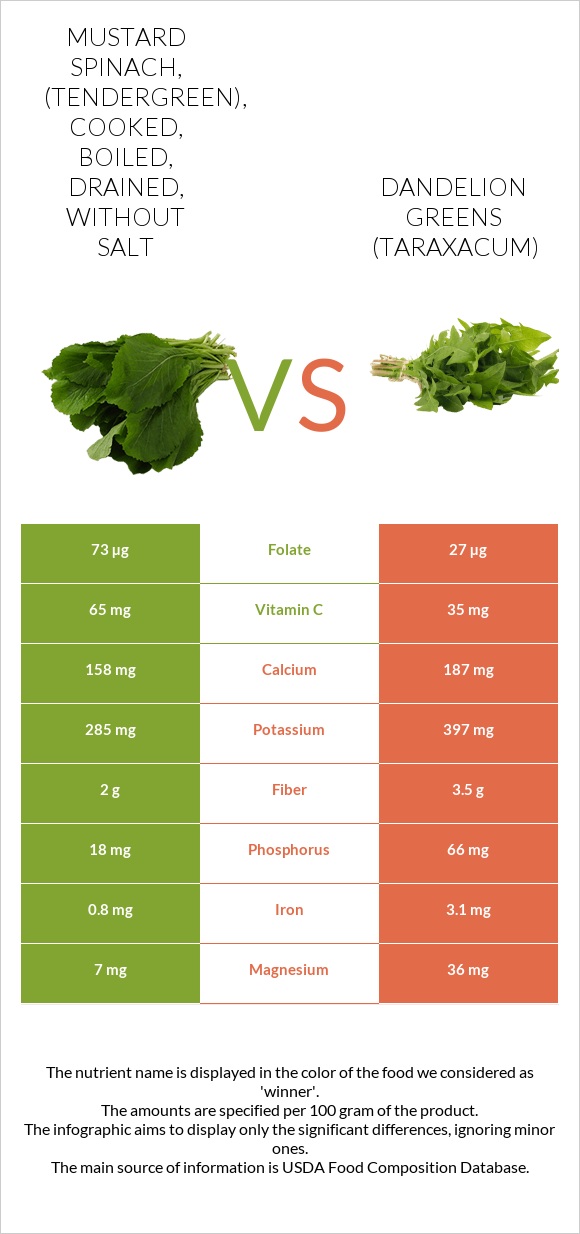 MUSTARD
SPINACH,
(TENDERGREEN),
COOKED,
BOILED,
DRAINED,
WITHOUT
SALT
DANDELION
GREENS
(TARAXACUM)
VS
73 µg Folate 27 µg
65 mg Vitamin C 35 mg
158 mg Calcium 187 mg
285 mg Potassium 397 mg
2 g Fiber 3.5 g
18 mg Phosphorus 66 mg
0.8 mg Iron 3.1 mg
7 mg Magnesium 36 mg
The nutrient name is displayed in the color of the food we considered as
'winner'.
The amounts are specified per 100 gram of the product.
The infographic aims to display only the significant differences, ignoring minor
ones.
The main source of information is USDA Food Composition Database.